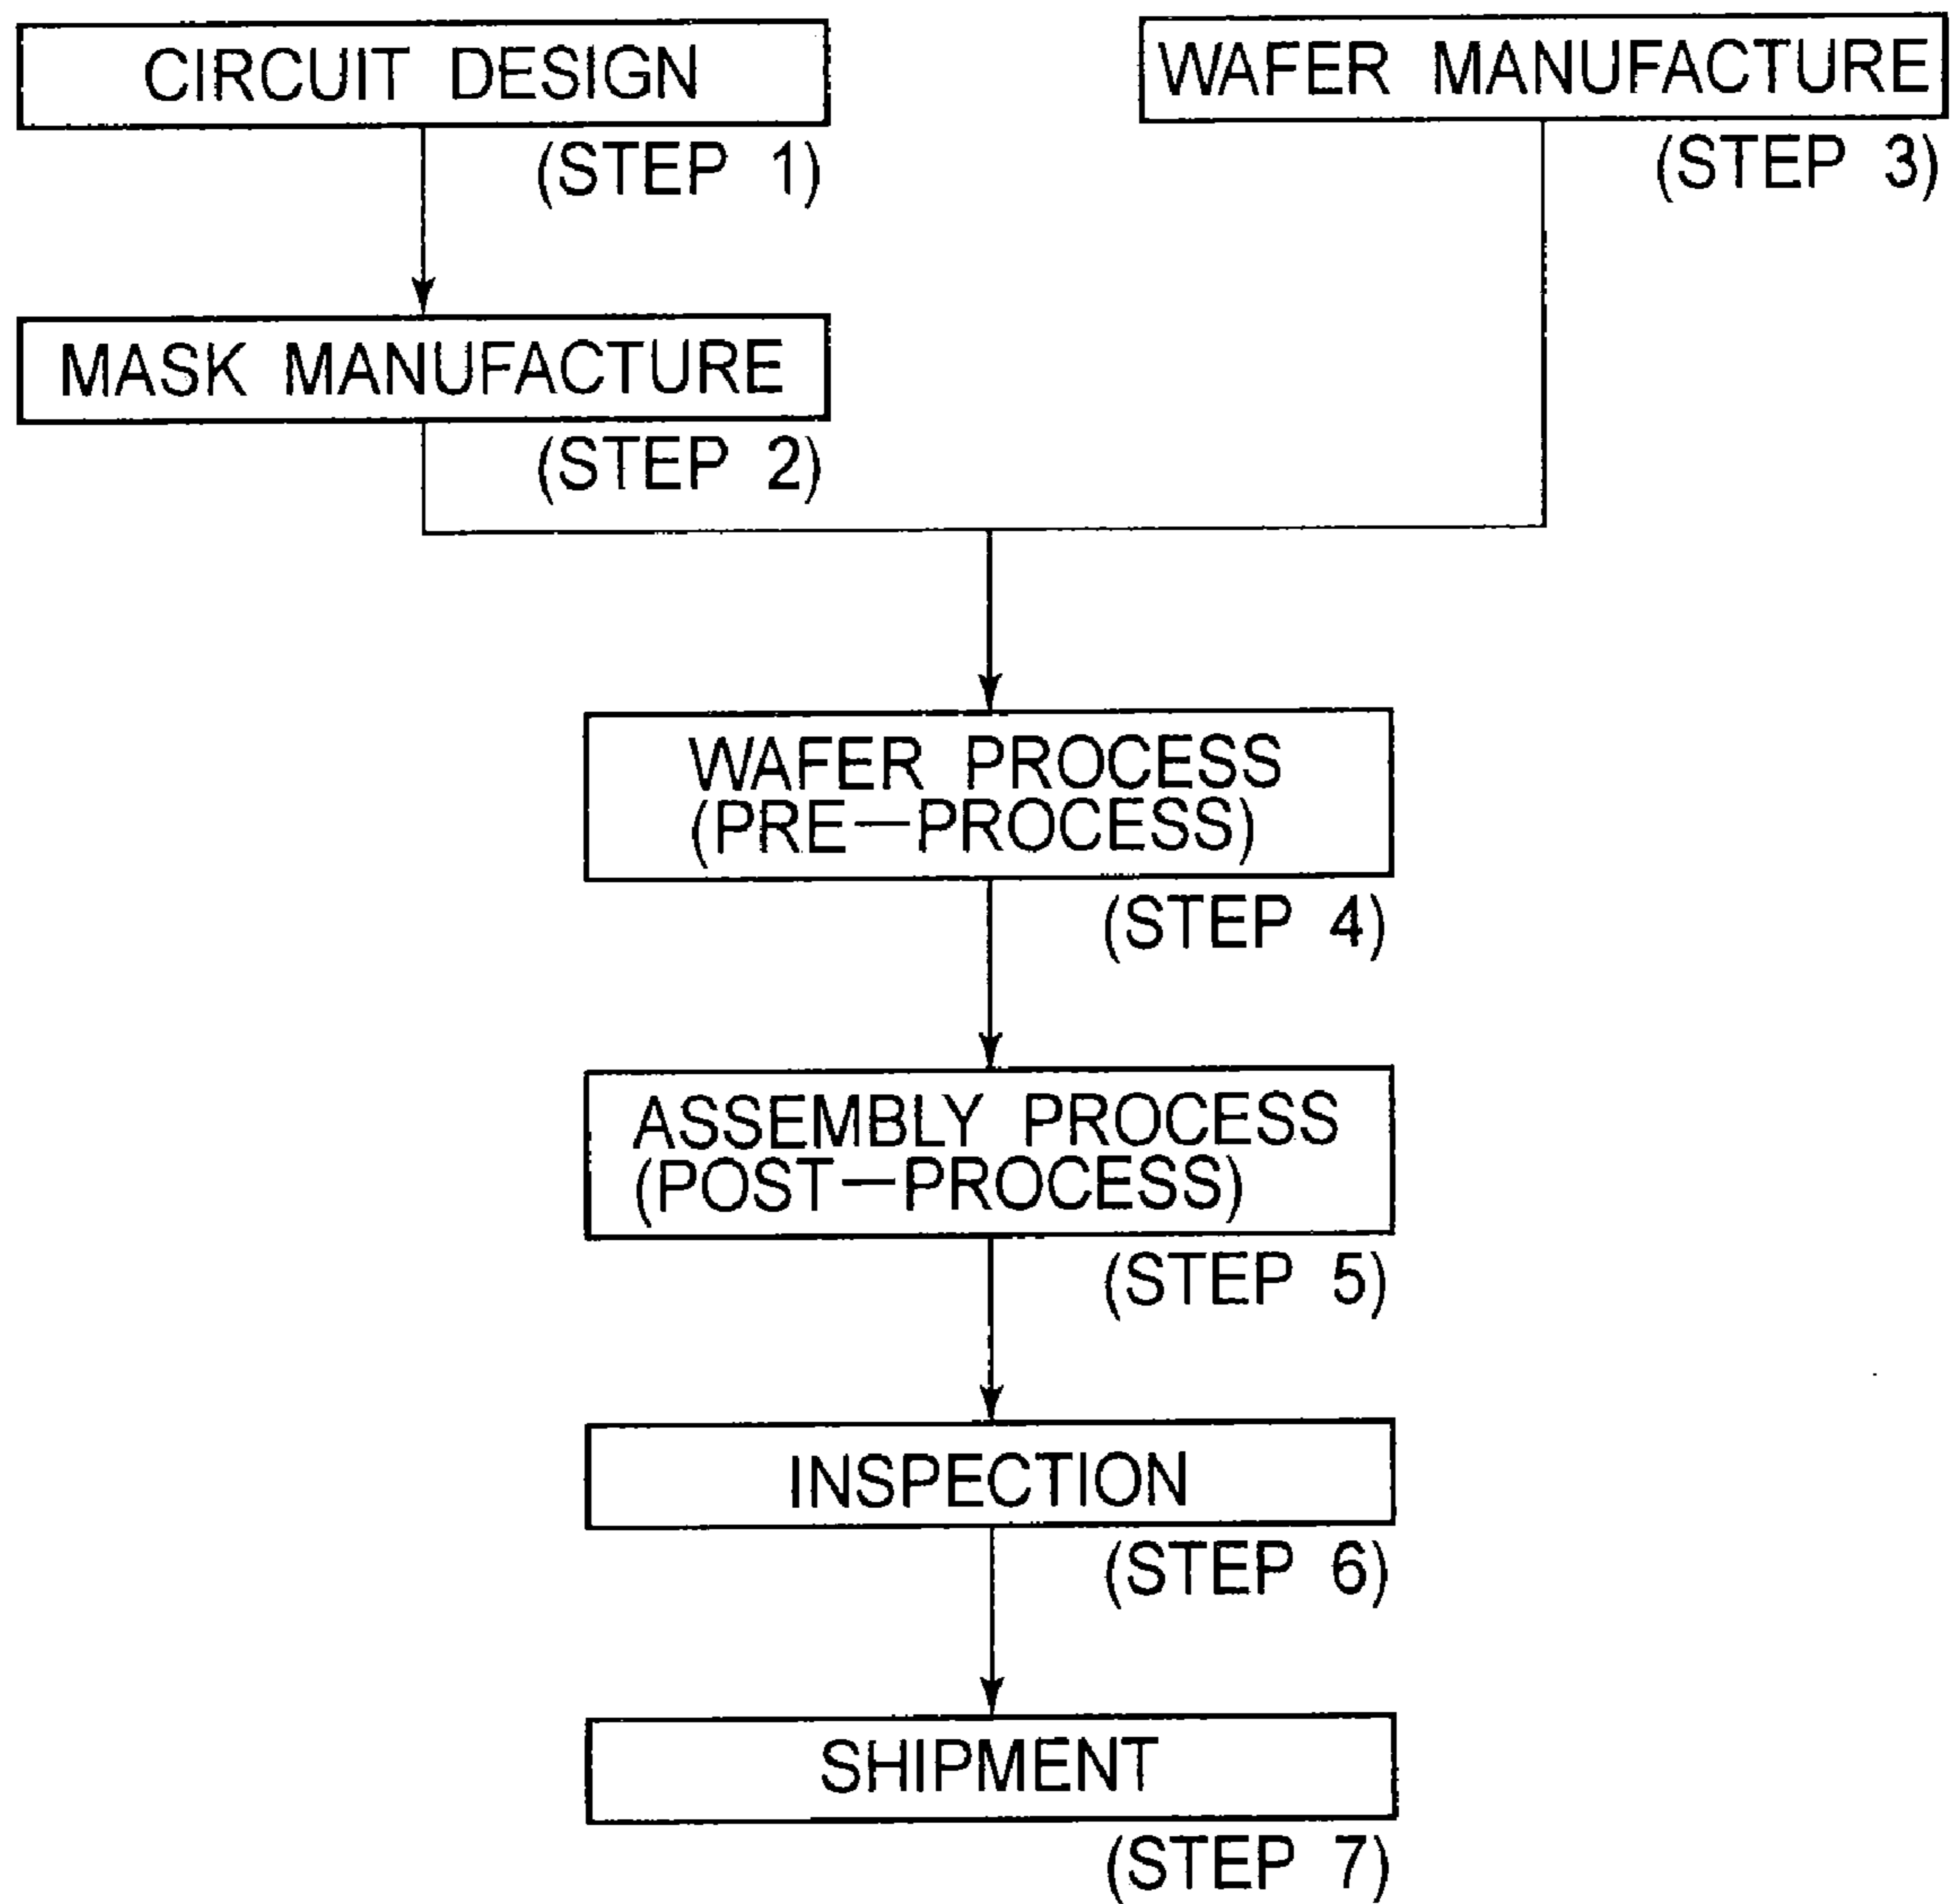 CIRCUIT DESIGN
(STEP 1)
WAFER MANUFACTURE
(STEP 3)
MASK MANUFACTURE
(STEP 2)
WAFER PROCESS
(PRE—PROCESS)
(STEP 4)
ASSEMBLY PROCESS
(POST—PROCESS)
(STEP 5)
INSPECTION
(STEP 6)
SHIPMENT
(STEP 7)